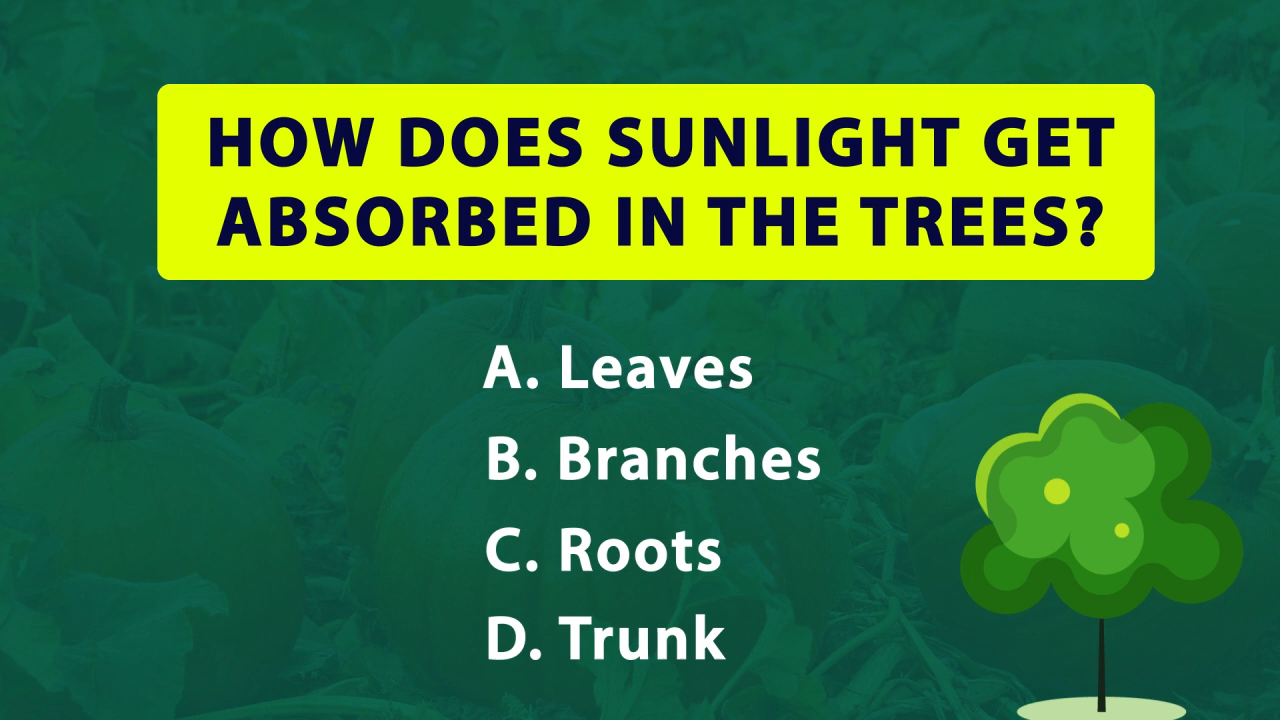 HOW DOES SUNLIGHT GET
ABSORBED IN THE TREES?
A. Leaves
B. Branches
C. Roots
D. Trunk